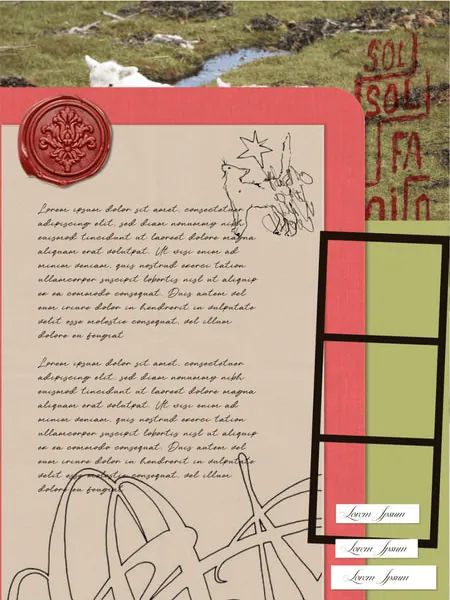 SOL
SOL
FA
Lorem ipsum dolor sit amet, consectetuer
adipiscing elit, sed diam nonummy nibh
euismod tincidunt ut laoreet dolore magna
aliquam erat volutpat. Ut wisi enim ad
minim veniam, quis nostrud exerci tation
ullamcorper suscipit lobortis nisl ut aliquip
ex ea commodo consequat. Duis autem vel
eum iriure dolor in hendrerit in vulputate
velit esse molestie consequat, vel illum
dolore eu feugiat
Lorem ipsum dolor sit amet, consectetuer
adipiscing elit, sed diam nonummy nibh
euismod tincidunt ut laoreet dolore magna
aliquam erat volutpat. Ut wisi enim ad
minim veniam, quis nostrud exerci tation
ullamcorper suscipit lobortis nisl ut aliquip
ex ea commodo consequat. Duis autem vel
eum iriure dolor in hendrerit in vulputate
velit esse molestie consequat, vel illum
dolore eu feugiat
Lorem Ipsum
Lorem Ipsum
Lorem Ipsum